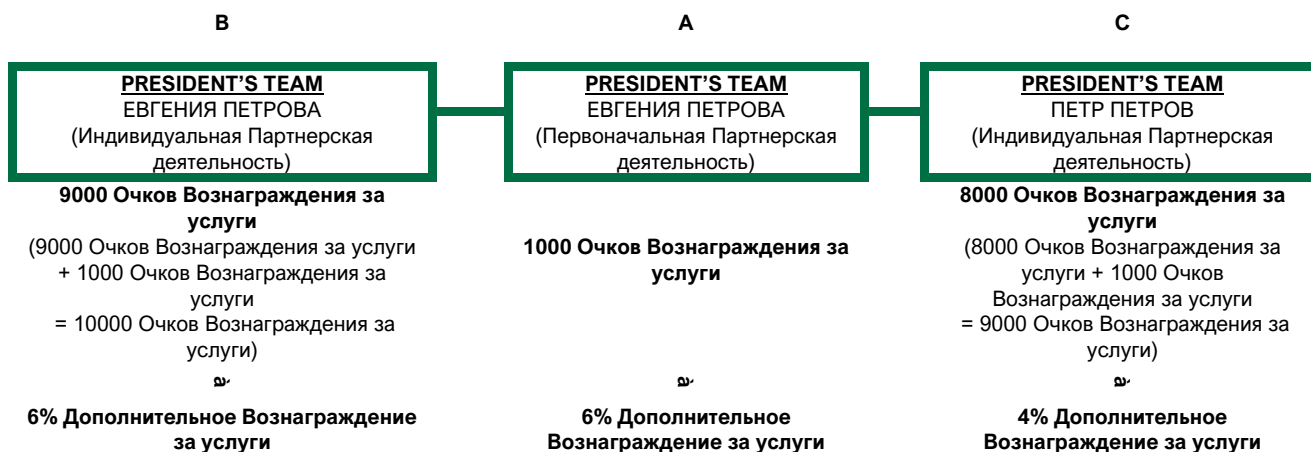 B
A
C
PRESIDENT’S TEAM
ЕВГЕНИЯ ПЕТРОВА
(Индивидуальная Партнерская
деятельность)
PRESIDENT’S TEAM
ЕВГЕНИЯ ПЕТРОВА
(Первоначальная Партнерская
деятельность)
PRESIDENT’S TEAM
ПЕТР ПЕТРОВ
(Индивидуальная Партнерская
деятельность)
9000 Очков Вознаграждения за
услуги
(9000 Очков Вознаграждения за услуги
+ 1000 Очков Вознаграждения за
услуги
= 10000 Очков Вознаграждения за
услуги)
1000 Очков Вознаграждения за
услуги
8000 Очков Вознаграждения за
услуги
(8000 Очков Вознаграждения за
услуги + 1000 Очков
Вознаграждения за услуги
= 9000 Очков Вознаграждения за
услуги)
6% Дополнительное Вознаграждение
за услуги
6% Дополнительное
Вознаграждение за услуги
4% Дополнительное
Вознаграждение за услуги